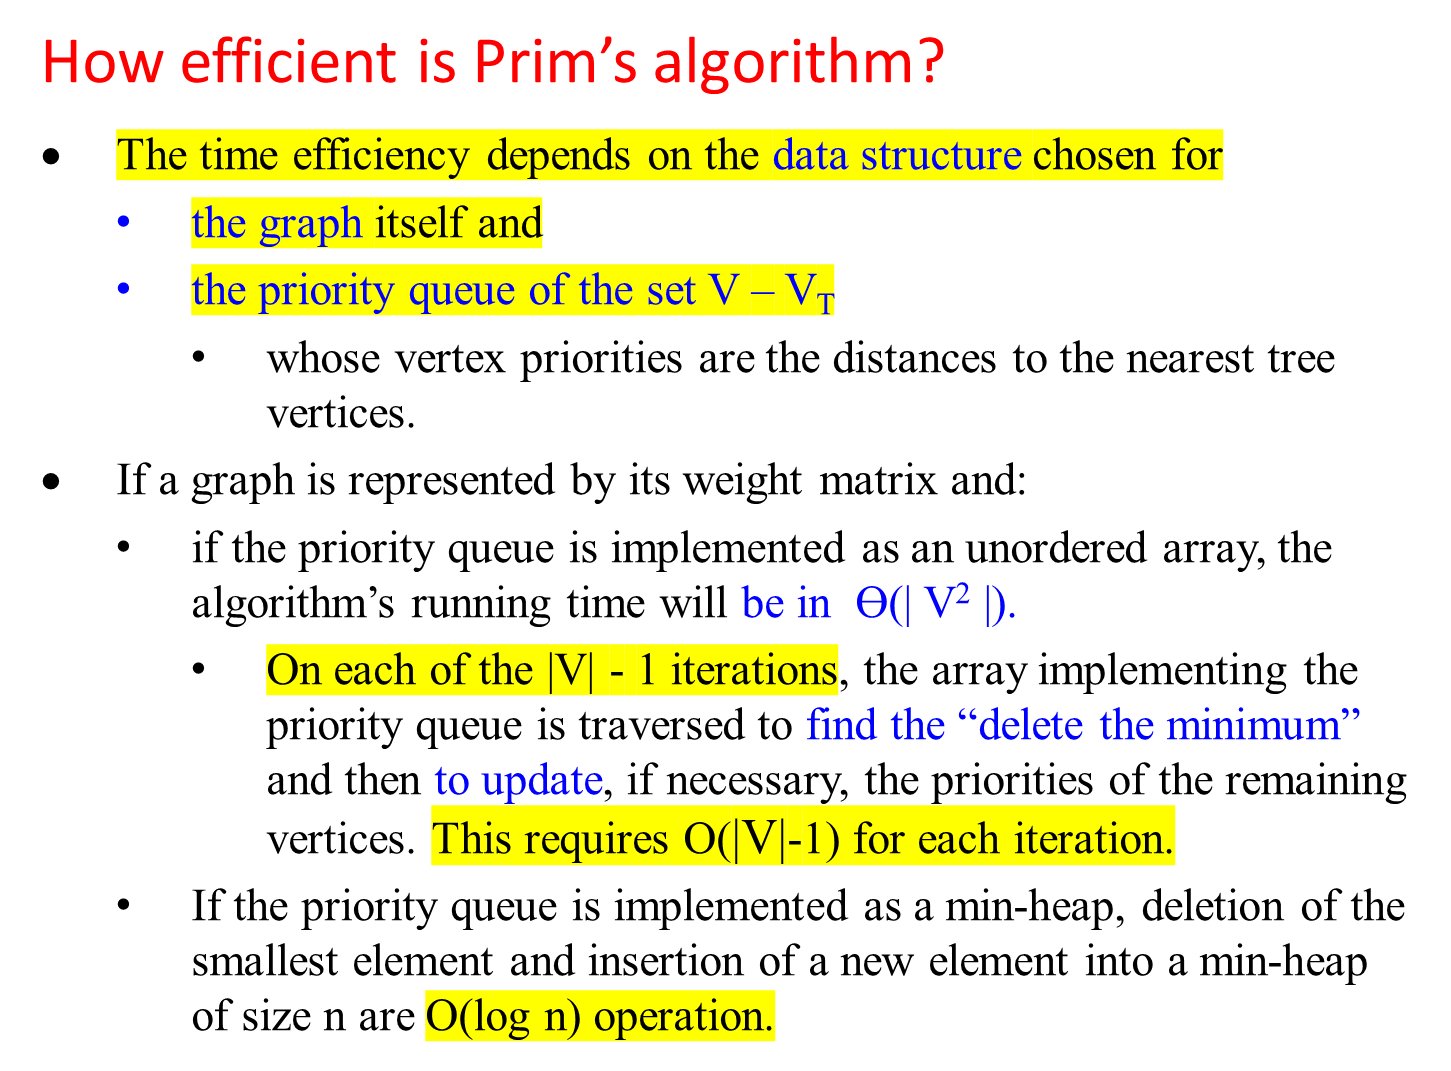 How efficient is Prim’s algorithm?
• The time efficiency depends on the data structure chosen for
• the graph itself and
• the priority queue of the set V – V_T
• whose vertex priorities are the distances to the nearest tree
vertices.
• If a graph is represented by its weight matrix and:
• if the priority queue is implemented as an unordered array, the
algorithm’s running time will be in Ɵ(| V² |).
• On each of the |V| - 1 iterations, the array implementing the
priority queue is traversed to find the “delete the minimum”
and then to update, if necessary, the priorities of the remaining
vertices. This requires O(|V|-1) for each iteration.
• If the priority queue is implemented as a min-heap, deletion of the
smallest element and insertion of a new element into a min-heap
of size n are O(log n) operation.